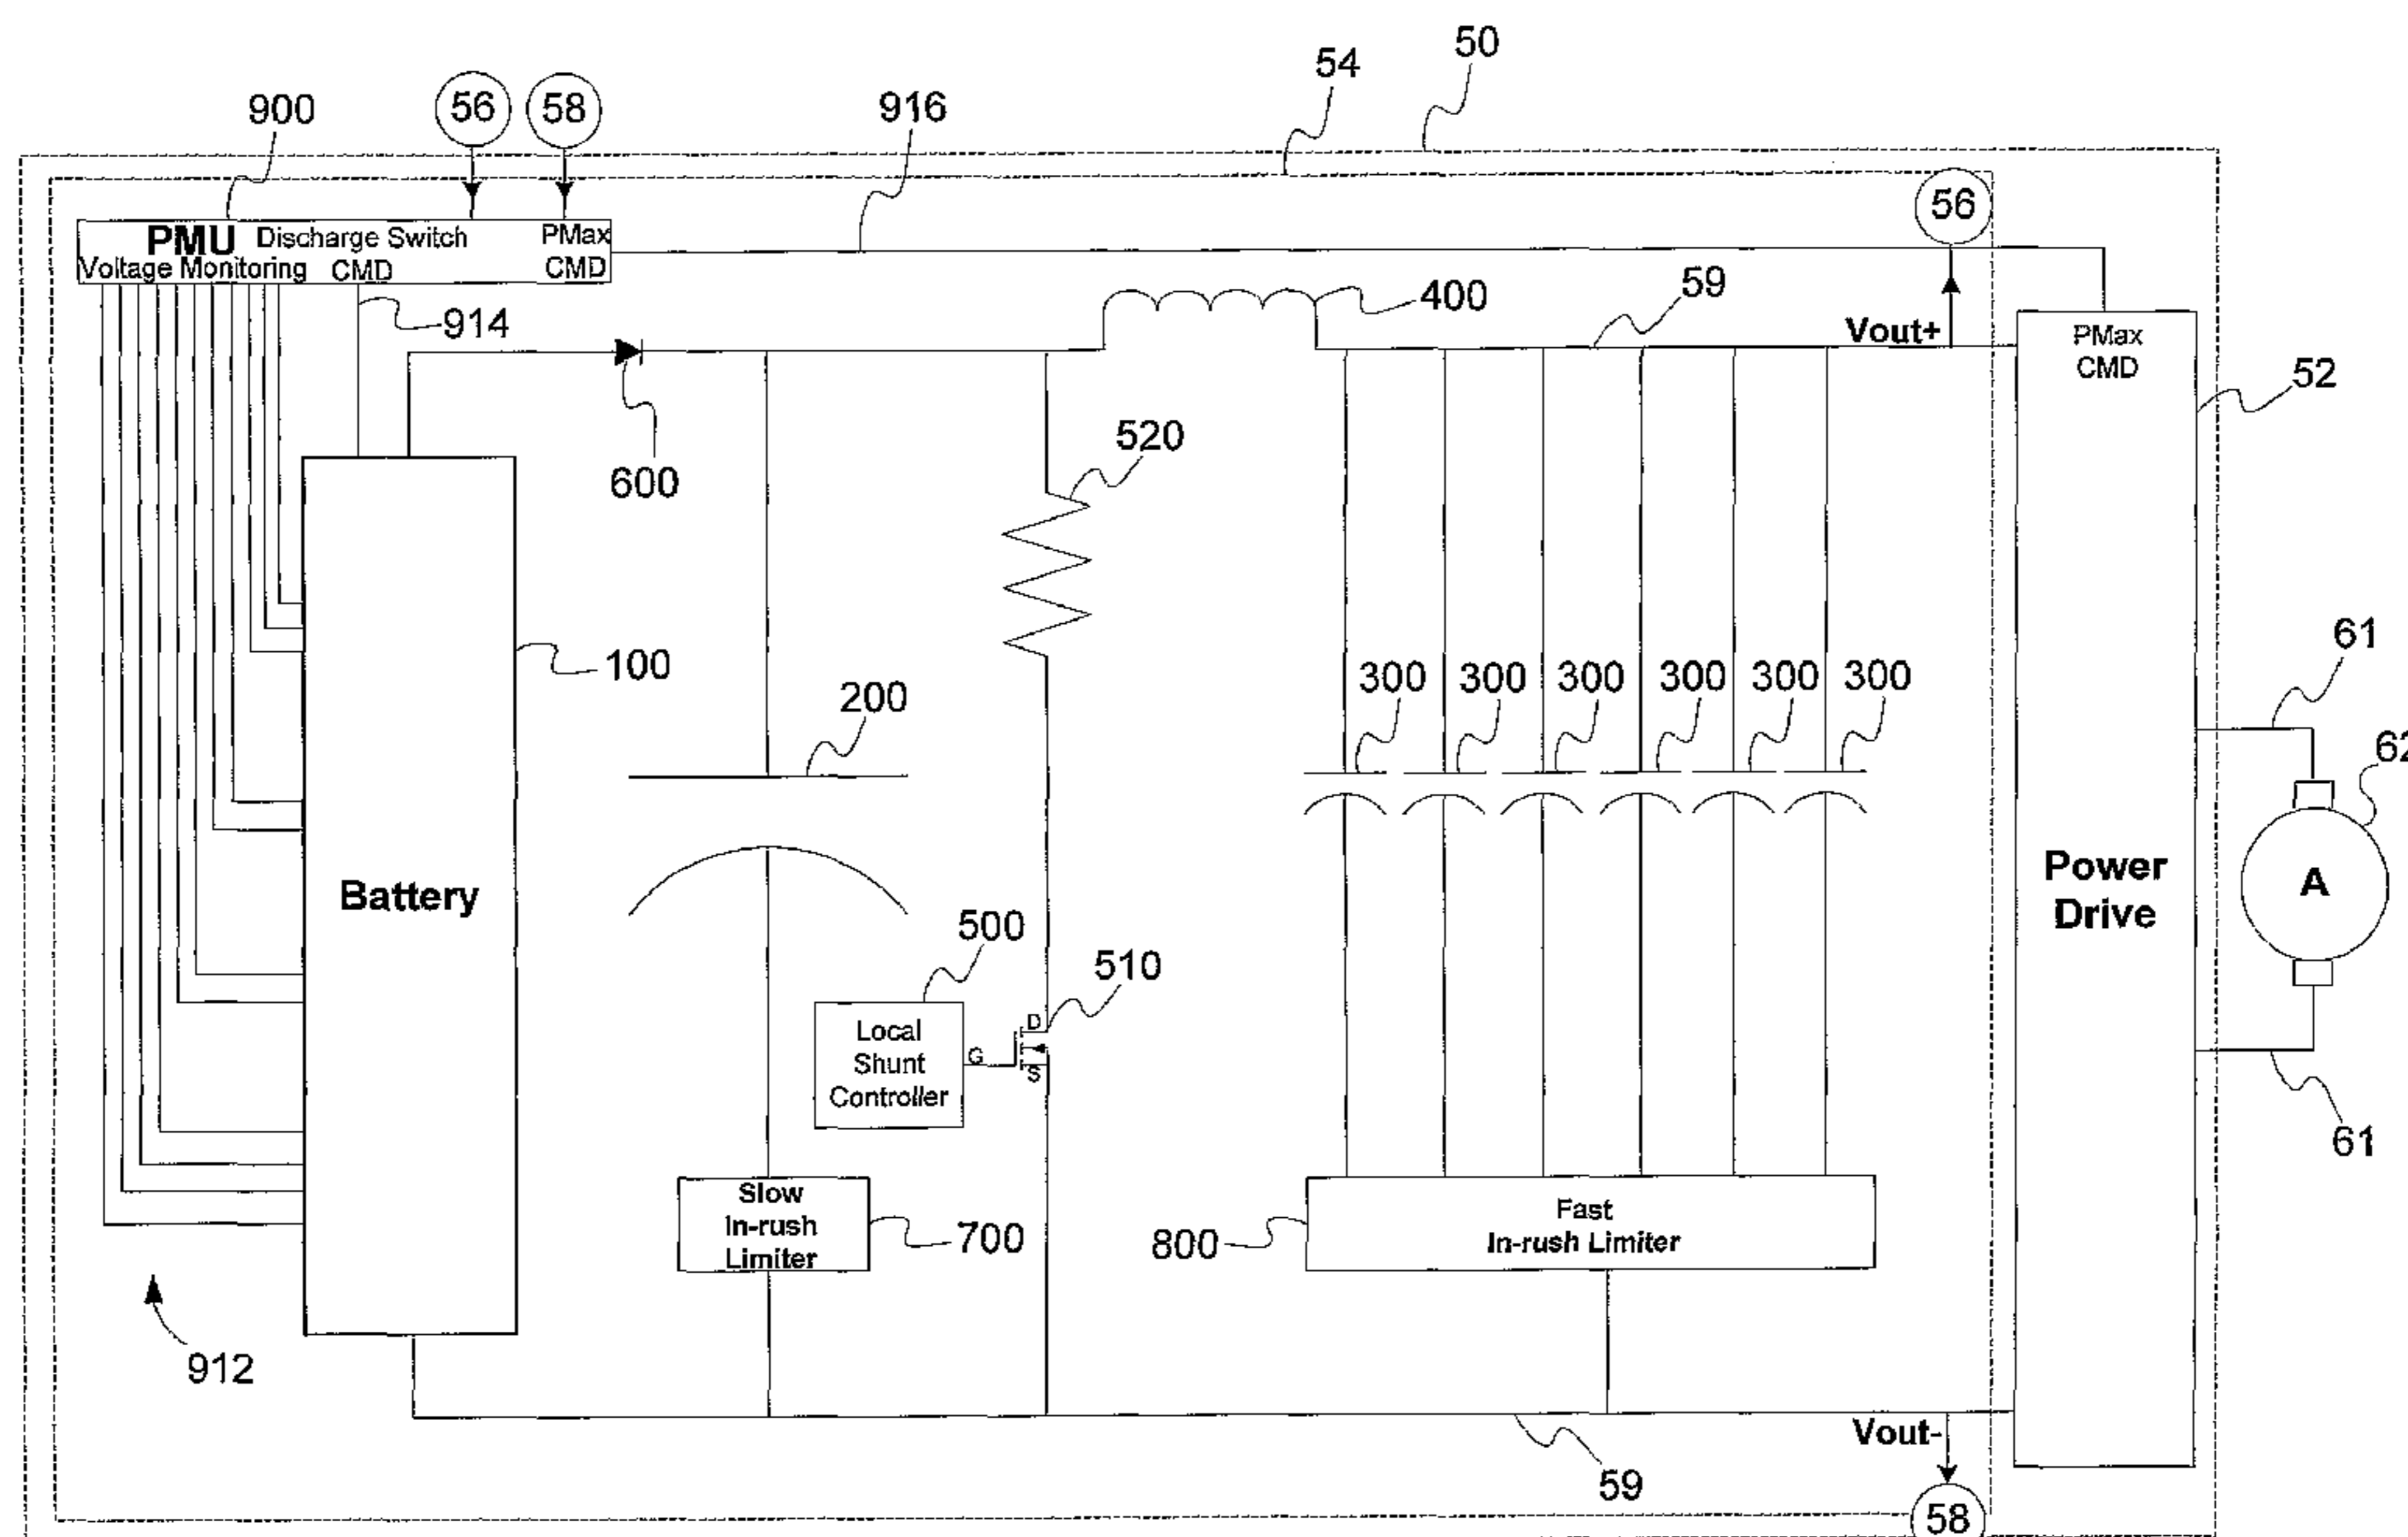 50
54
900
56
58
916
56
PMU Discharge Switch PMax
Voltage Monitoring CMD CMD
914
400
59
Vout+
PMax
CMD
52
600
520
100
200
300 300 300 300 300 300
61
62
Battery
Power
Drive
A
500
510
Local
Shunt
Controller
D
G
S
61
Slow
In-rush
Limiter
700
800
Fast
In-rush Limiter
912
Vout-
59
58